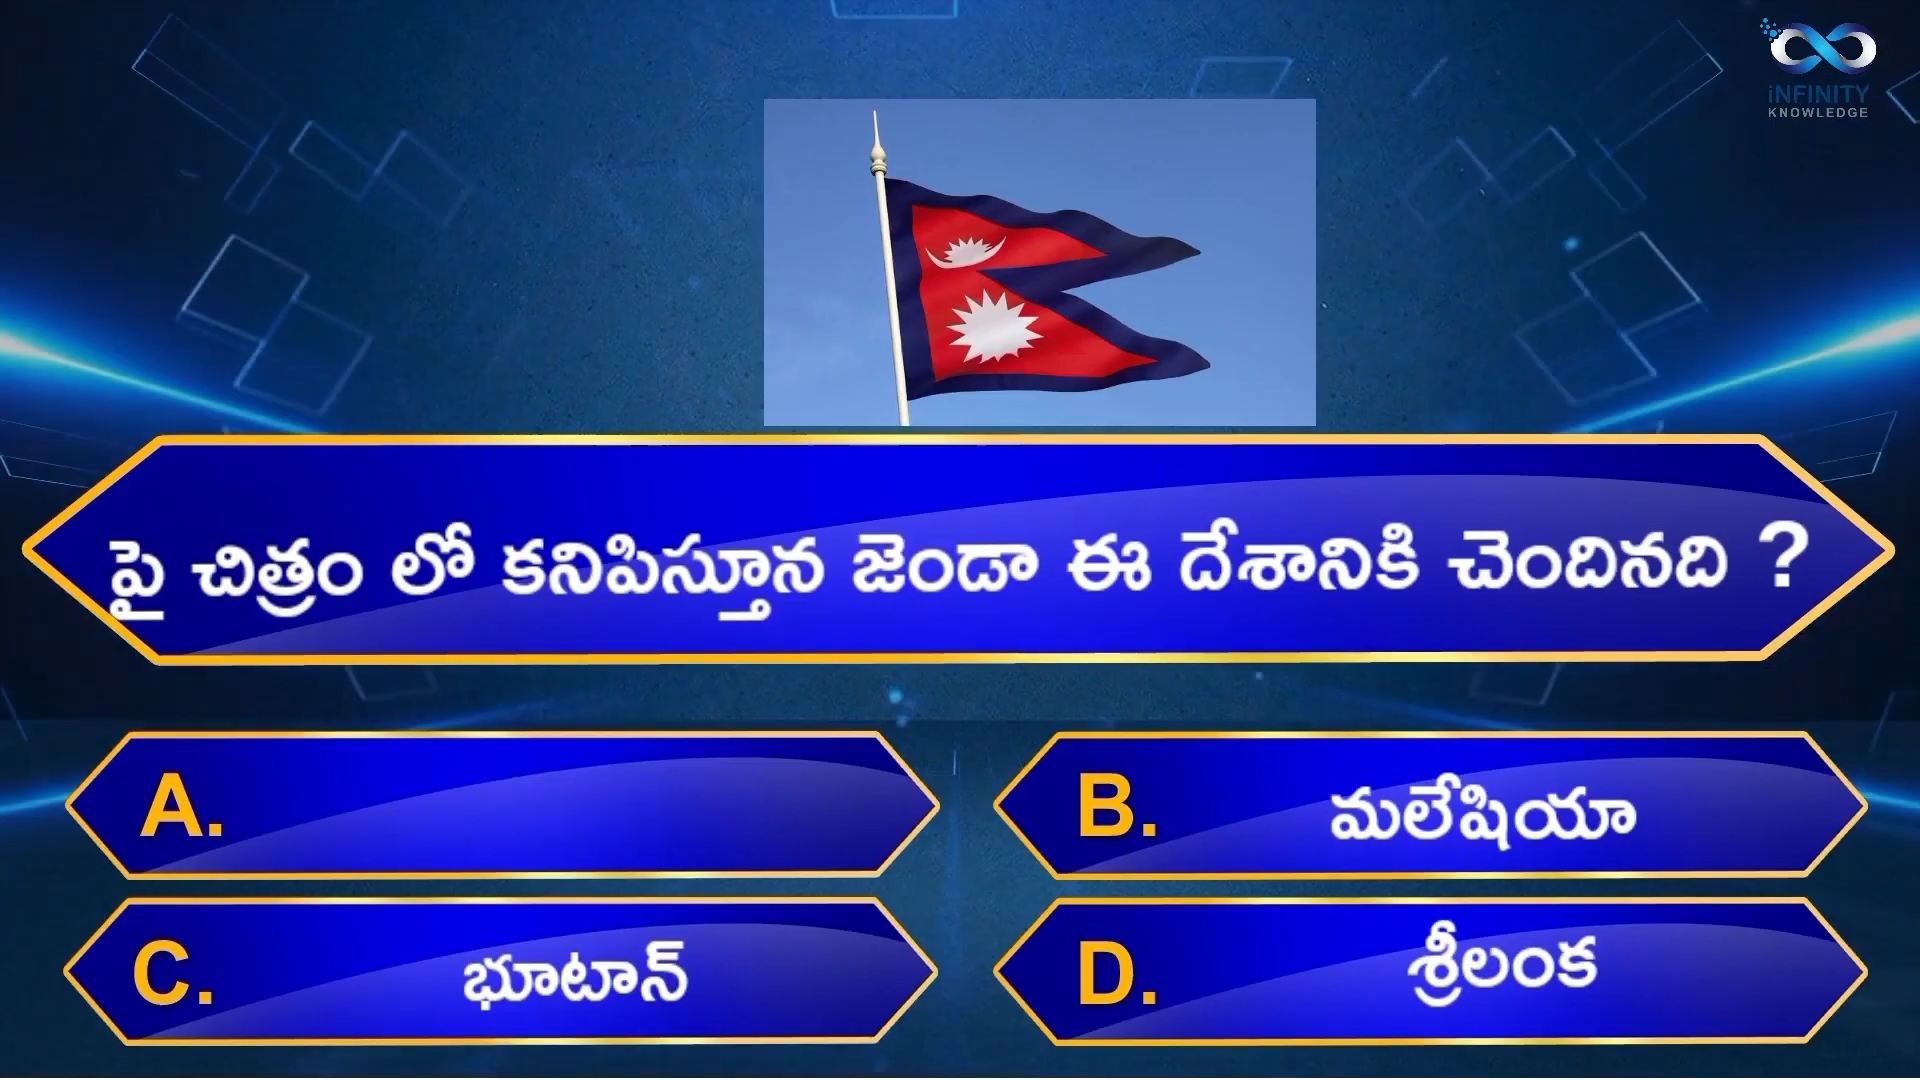 iNFINITY
KNOWLEDGE
పై చిత్రం లో కనిపిస్తూన జెండా ఈ దేశానికి చెందినది ?
A.
B. మలేషియా
C. భూటాన్
D. శ్రీలంక